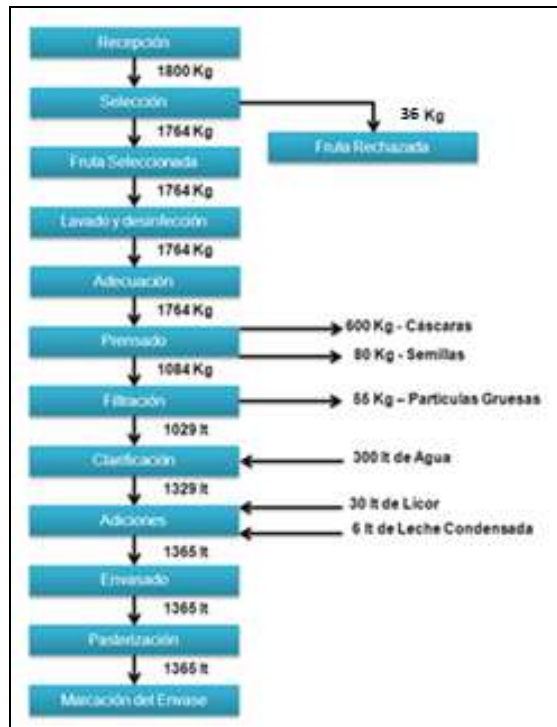 Recepción
1800 Kg
Selección
36 Kg
1764 Kg
Fruta Rechazada
Fruta Seleccionada
1764 Kg
Lavado y desinfección
1764 Kg
Adecuación
1764 Kg
600 Kg - Cáscaras
Prensado
80 Kg - Semillas
1084 Kg
Filtración
55 Kg – Particulas Gruesas
1029 lt
Clarificación
300 lt de Agua
1329 lt
30 lt de Licor
Adiciones
6 lt de Leche Condensada
1365 lt
Envasado
1365 lt
Pasterización
1365 lt
Marcación del Envase